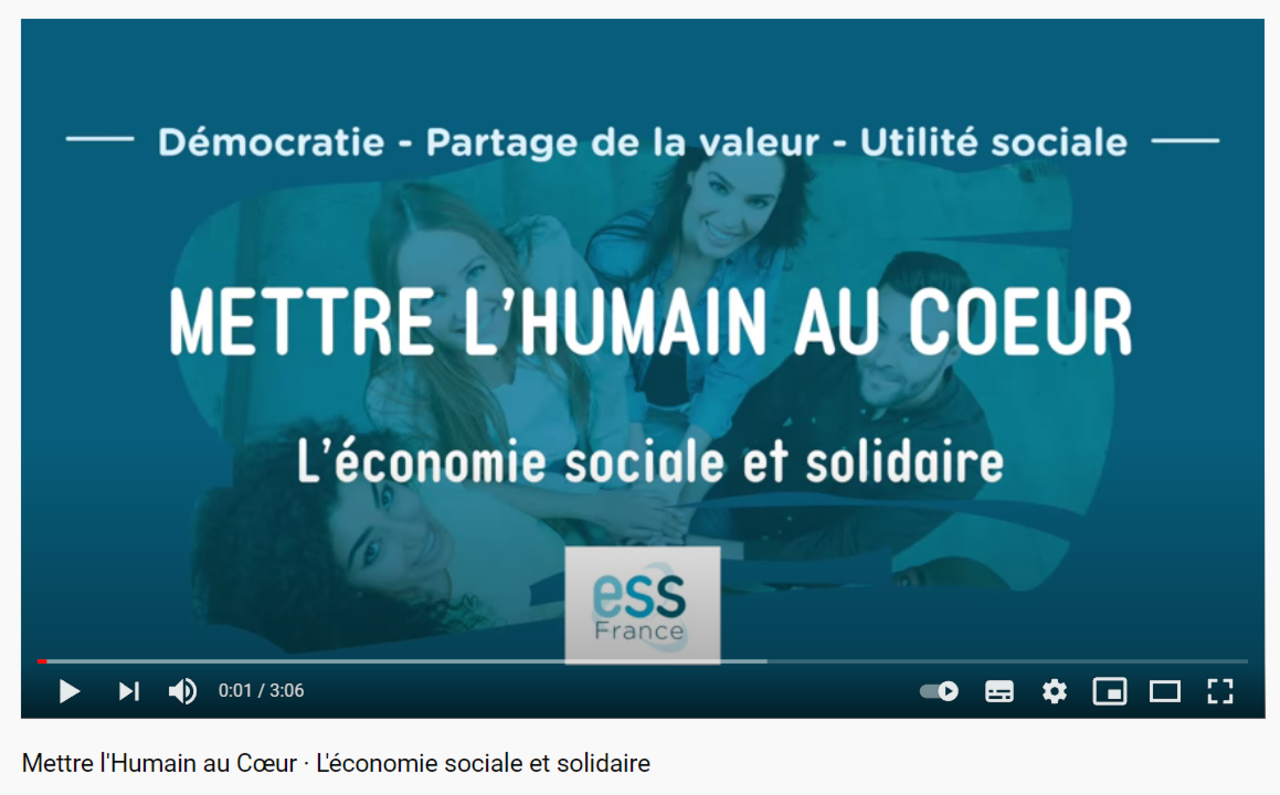 Démocratie - Partage de la valeur - Utilité sociale
METTRE L'HUMAIN AU COEUR
L'économie sociale et solidaire
ess
France
0:01 / 3:06
Mettre l'Humain au Cœur · L'économie sociale et solidaire